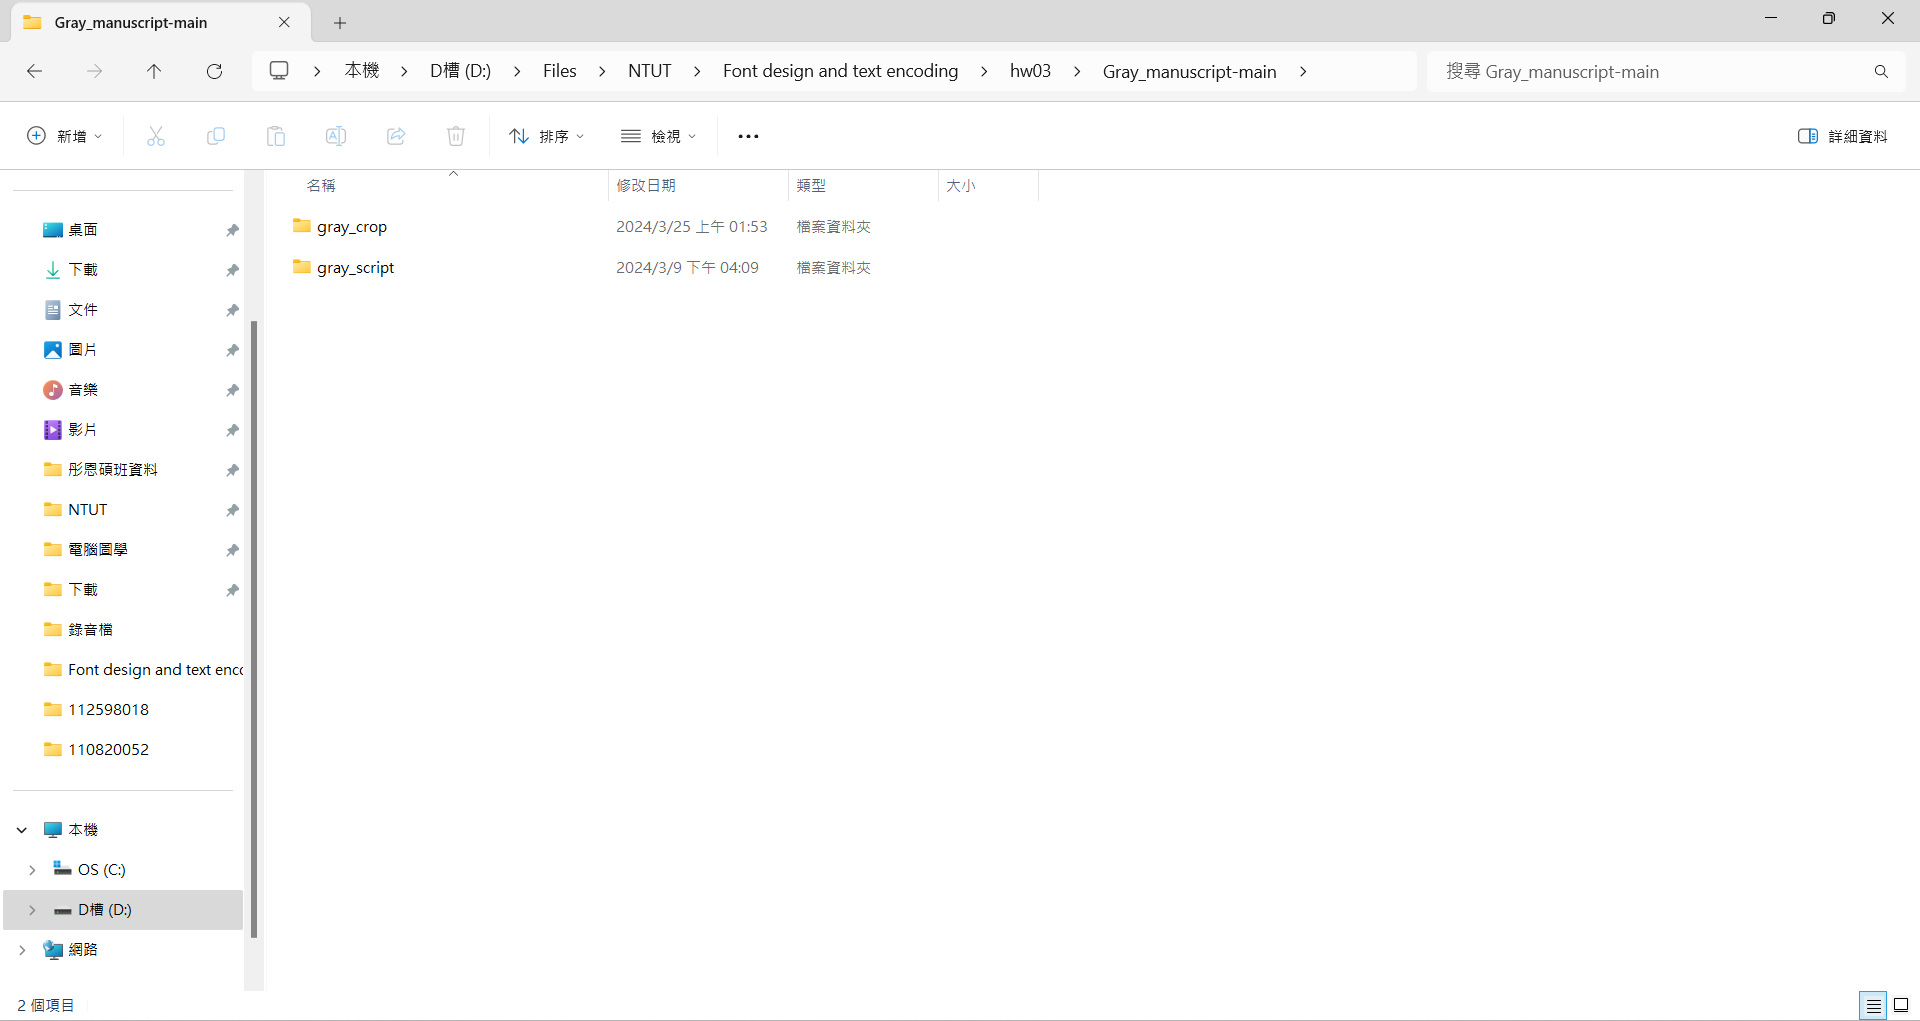 Gray_manuscript-main
本機 D槽 (D:) Files NTUT Font design and text encoding hw03 Gray_manuscript-main
搜尋 Gray_manuscript-main
新增 排序 檢視 詳細資料
名稱 修改日期 類型 大小
gray_crop 2024/3/25 上午 01:53 檔案資料夾
gray_script 2024/3/9 下午 04:09 檔案資料夾
桌面
下載
文件
圖片
音樂
影片
彤恩碩班資料
NTUT
電腦圖學
下載
錄音檔
Font design and text enc
112598018
110820052
本機
OS (C:)
D槽 (D:)
網路
2 個項目